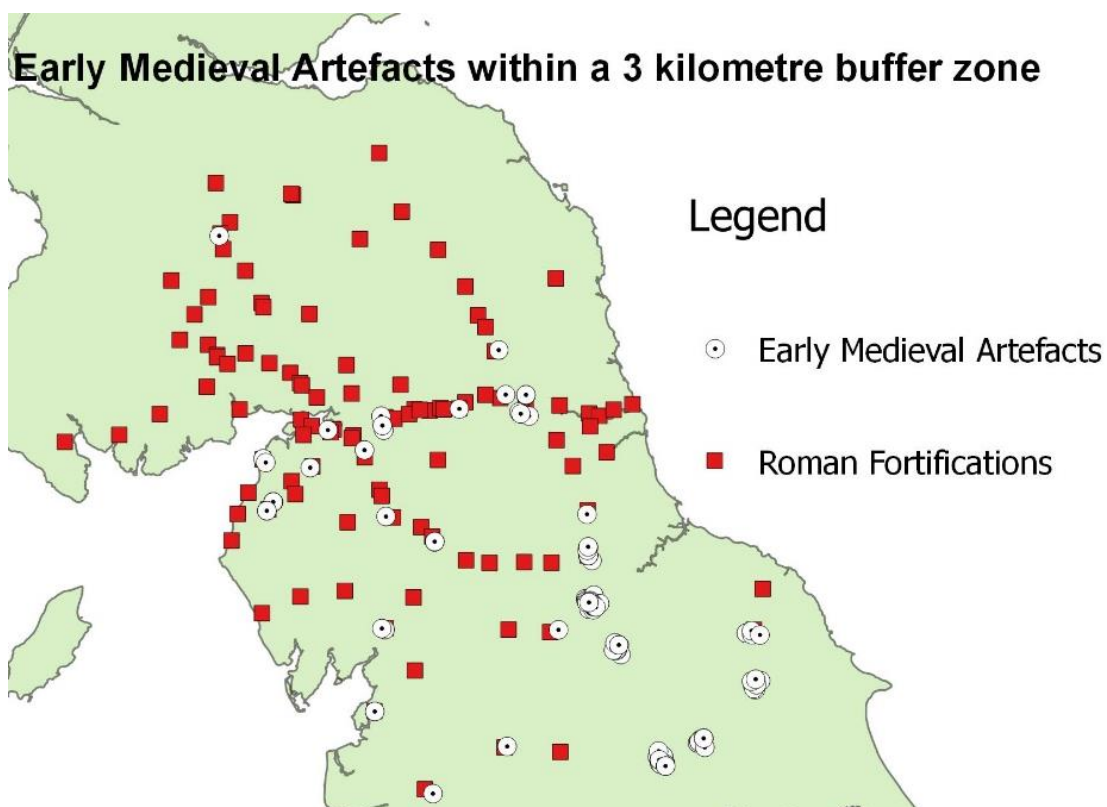 Early Medieval Artefacts within a 3 kilometre buffer zone
Legend
Early Medieval Artefacts
Roman Fortifications